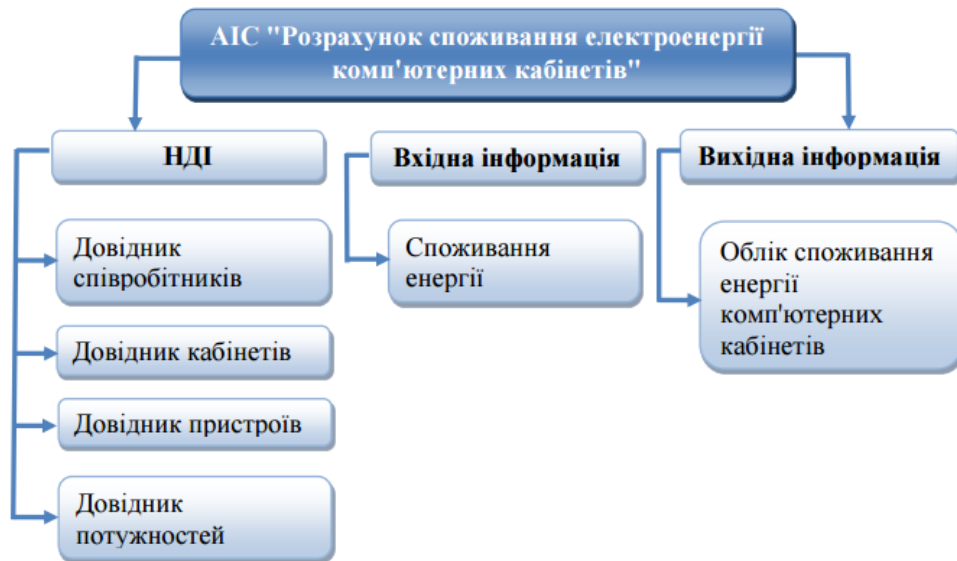 АІС "Розрахунок споживання електроенергії
комп'ютерних кабінетів"
НДІ
Довідник
співробітників
Довідник кабінетів
Довідник пристроїв
Довідник
потужностей
Вхідна інформація
Споживання
енергії
Вихідна інформація
Облік споживання
енергії
комп'ютерних
кабінетів